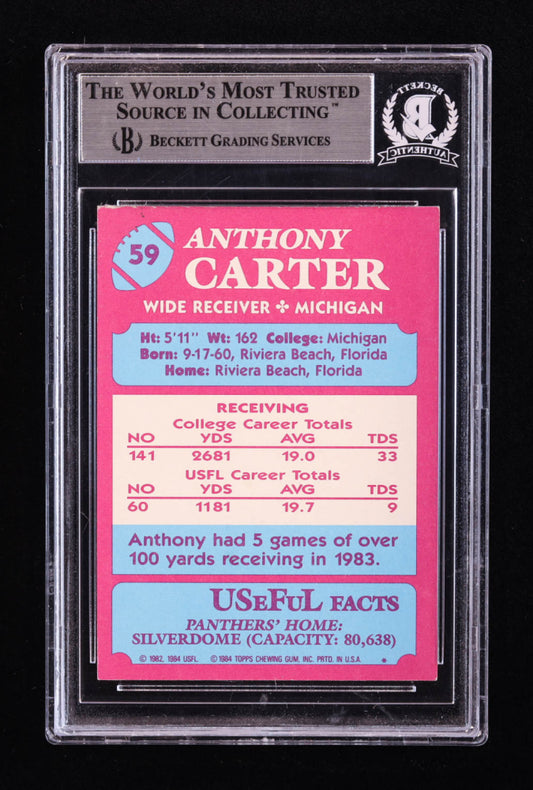 THE WORLD'S MOST TRUSTED
SOURCE IN COLLECTING™
B BECKETT GRADING SERVICES
BECKETT
B
AUTHENTIC
59
ANTHONY
CARTER
WIDE RECEIVER ✤ MICHIGAN
Ht: 5'11" Wt: 162 College: Michigan
Born: 9-17-60, Riviera Beach, Florida
Home: Riviera Beach, Florida
RECEIVING
College Career Totals
NO YDS AVG TDS
141 2681 19.0 33
USFL Career Totals
NO YDS AVG TDS
60 1181 19.7 9
Anthony had 5 games of over
100 yards receiving in 1983.
USeFuL FACTS
PANTHERS' HOME:
SILVERDOME (CAPACITY: 80,638)
© 1982, 1984 USFL. © 1984 TOPPS CHEWING GUM, INC. PRTD. IN U.S.A. *